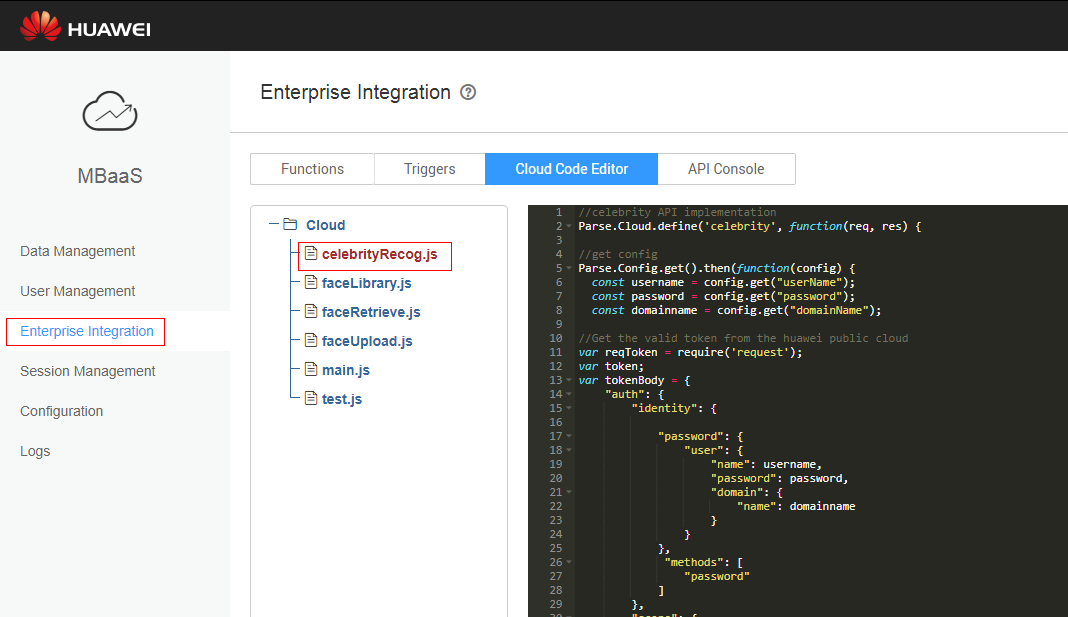 HUAWEI
MBaaS
Data Management
User Management
Enterprise Integration
Session Management
Configuration
Logs
Enterprise Integration ?
Functions Triggers Cloud Code Editor API Console
Cloud
celebrityRecog.js
faceLibrary.js
faceRetrieve.js
faceUpload.js
main.js
test.js
1 //celebrity API implementation
2 Parse.Cloud.define('celebrity', function(req, res) {
3
4 //get config
5 Parse.Config.get().then(function(config) {
6 const username = config.get("userName");
7 const password = config.get("password");
8 const domainname = config.get("domainName");
9
10 //Get the valid token from the huawei public cloud
11 var reqToken = require('request');
12 var token;
13 var tokenBody = {
14 "auth": {
15 "identity": {
16
17 "password": {
18 "user": {
19 "name": username,
20 "password": password,
21 "domain": {
22 "name": domainname
23 }
24 }
25 },
26 "methods": [
27 "password"
28 ]
29 },